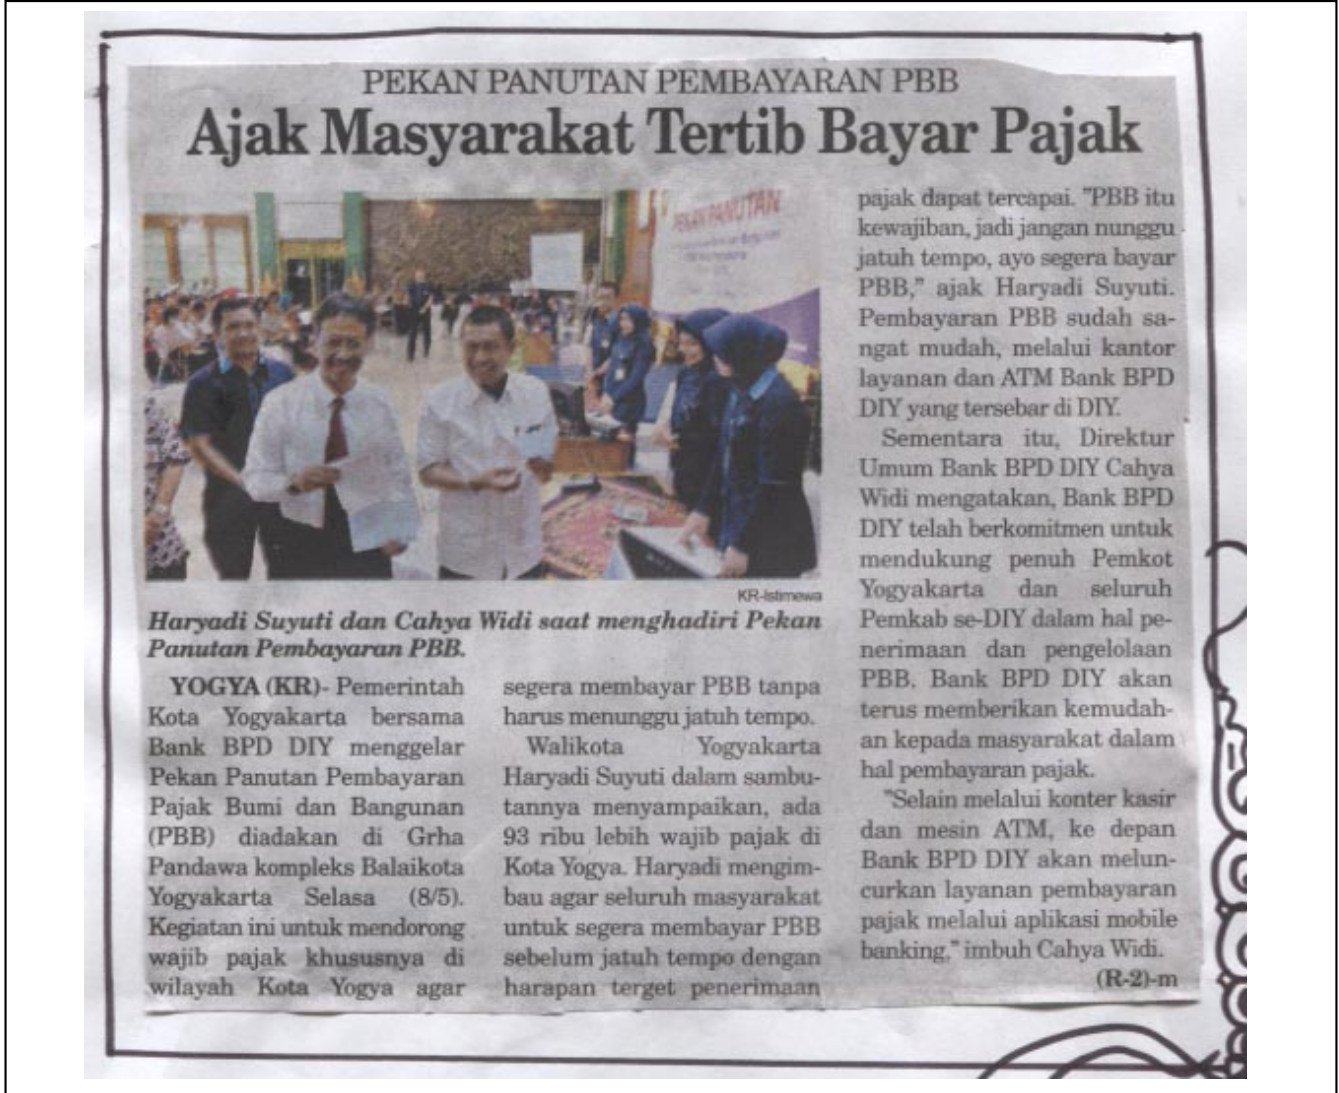 PEKAN PANUTAN PEMBAYARAN PBB
Ajak Masyarakat Tertib Bayar Pajak
PEKAN PANUTAN
KR-Istimewa
Haryadi Suyuti dan Cahya Widi saat menghadiri Pekan
Panutan Pembayaran PBB.
YOGYA (KR)- Pemerintah
Kota Yogyakarta bersama
Bank BPD DIY menggelar
Pekan Panutan Pembayaran
Pajak Bumi dan Bangunan
(PBB) diadakan di Grha
Pandawa kompleks Balaikota
Yogyakarta Selasa (8/5).
Kegiatan ini untuk mendorong
wajib pajak khususnya di
wilayah Kota Yogya agar
segera membayar PBB tanpa
harus menunggu jatuh tempo.
Walikota Yogyakarta
Haryadi Suyuti dalam sambu-
tannya menyampaikan, ada
93 ribu lebih wajib pajak di
Kota Yogya. Haryadi mengim-
bau agar seluruh masyarakat
untuk segera membayar PBB
sebelum jatuh tempo dengan
harapan terget penerimaan
pajak dapat tercapai. "PBB itu
kewajiban, jadi jangan nunggu
jatuh tempo, ayo segera bayar
PBB," ajak Haryadi Suyuti.
Pembayaran PBB sudah sa-
ngat mudah, melalui kantor
layanan dan ATM Bank BPD
DIY yang tersebar di DIY.
Sementara itu, Direktur
Umum Bank BPD DIY Cahya
Widi mengatakan, Bank BPD
DIY telah berkomitmen untuk
mendukung penuh Pemkot
Yogyakarta dan seluruh
Pemkab se-DIY dalam hal pe-
nerimaan dan pengelolaan
PBB. Bank BPD DIY akan
terus memberikan kemudah-
an kepada masyarakat dalam
hal pembayaran pajak.
"Selain melalui konter kasir
dan mesin ATM, ke depan
Bank BPD DIY akan melun-
curkan layanan pembayaran
pajak melalui aplikasi mobile
banking," imbuh Cahya Widi.
(R-2)-m